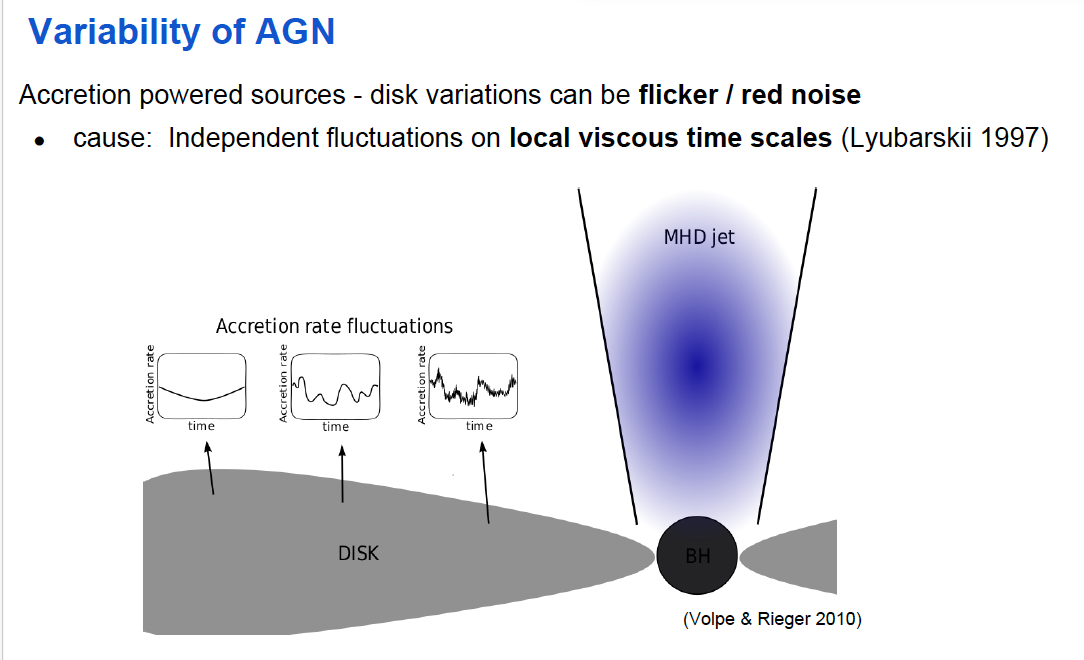 Variability of AGN
Accretion powered sources - disk variations can be flicker / red noise
● cause: Independent fluctuations on local viscous time scales (Lyubarskii 1997)
MHD jet
Accretion rate fluctuations
Accretion rate
Accretion rate
Accretion rate
time
time
time
DISK
BH
(Volpe & Rieger 2010)